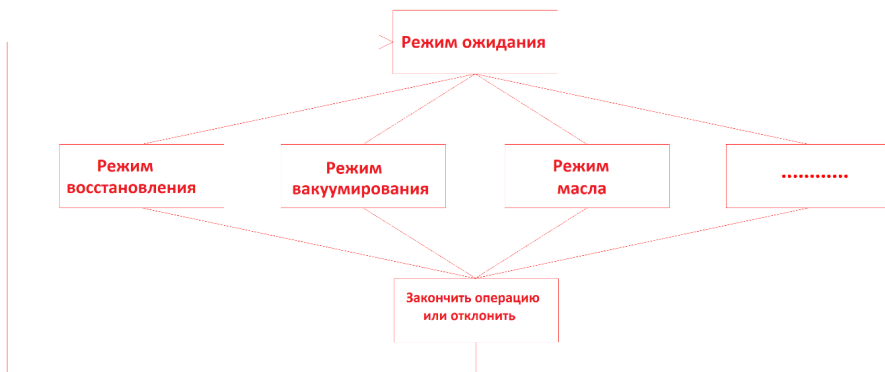 Режим ожидания
Режим
восстановления
Режим
вакуумирования
Режим
масла
............
Закончить операцию
или отклонить